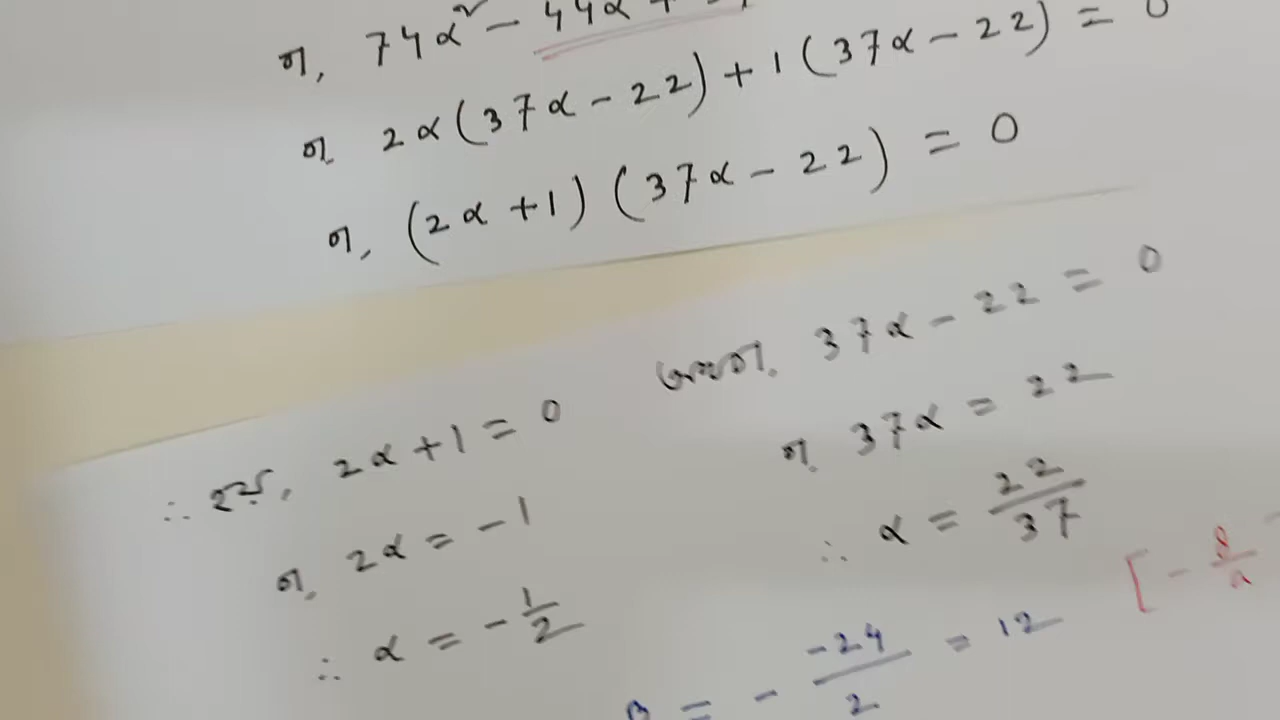 বা, 74α² - 44α +
বা, 2α(37α - 22) + 1(37α - 22) = 0
বা, (2α + 1) (37α - 22) = 0
∴ হয়, 2α + 1 = 0
বা, 2α = -1
∴ α = -1/2
অথবা, 37α - 22 = 0
বা, 37α = 22
∴ α = 22/37
= - -24/2 = 12